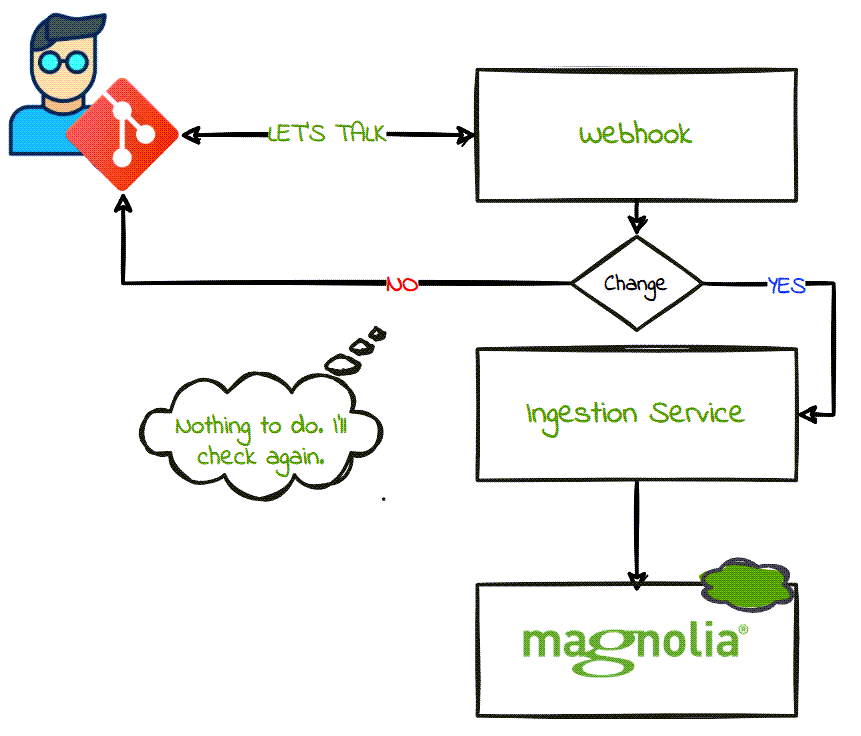 LET'S TALK
Webhook
Change
NO
YES
Ingestion Service
Nothing to do. I'll
check again.
magnolia®